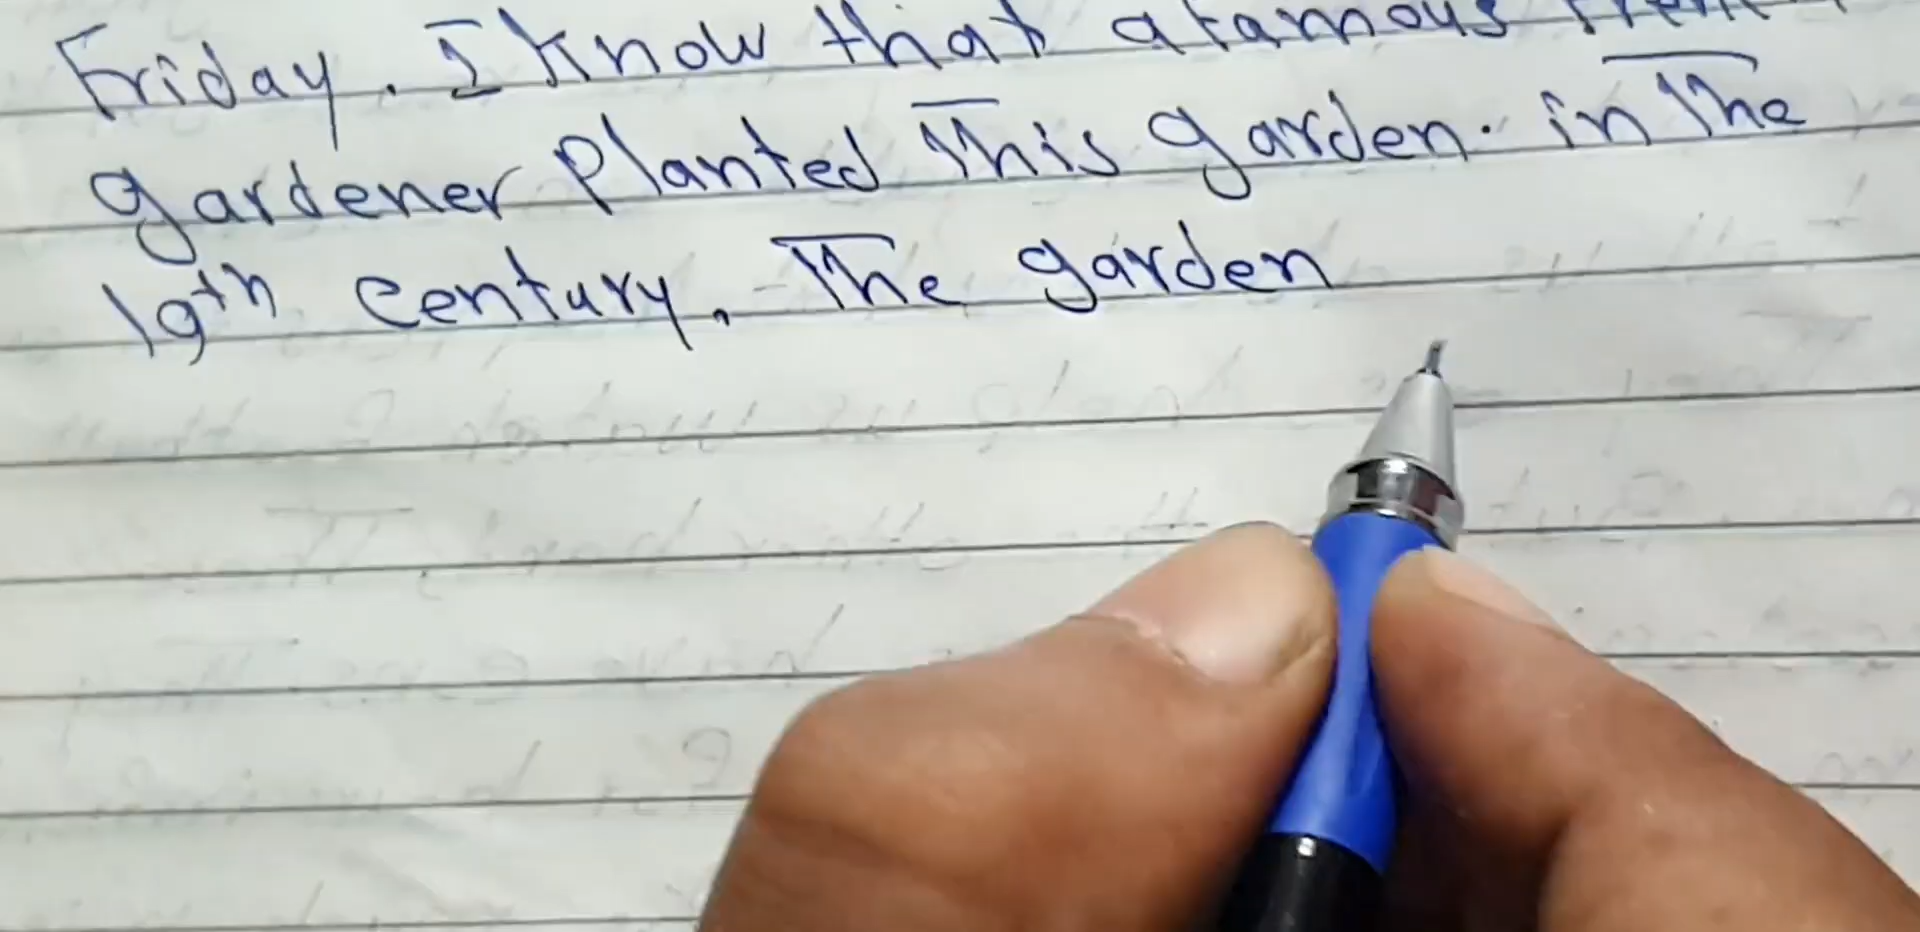 Friday. I know that a famous
gardener Planted This garden. in The
19th century. The garden